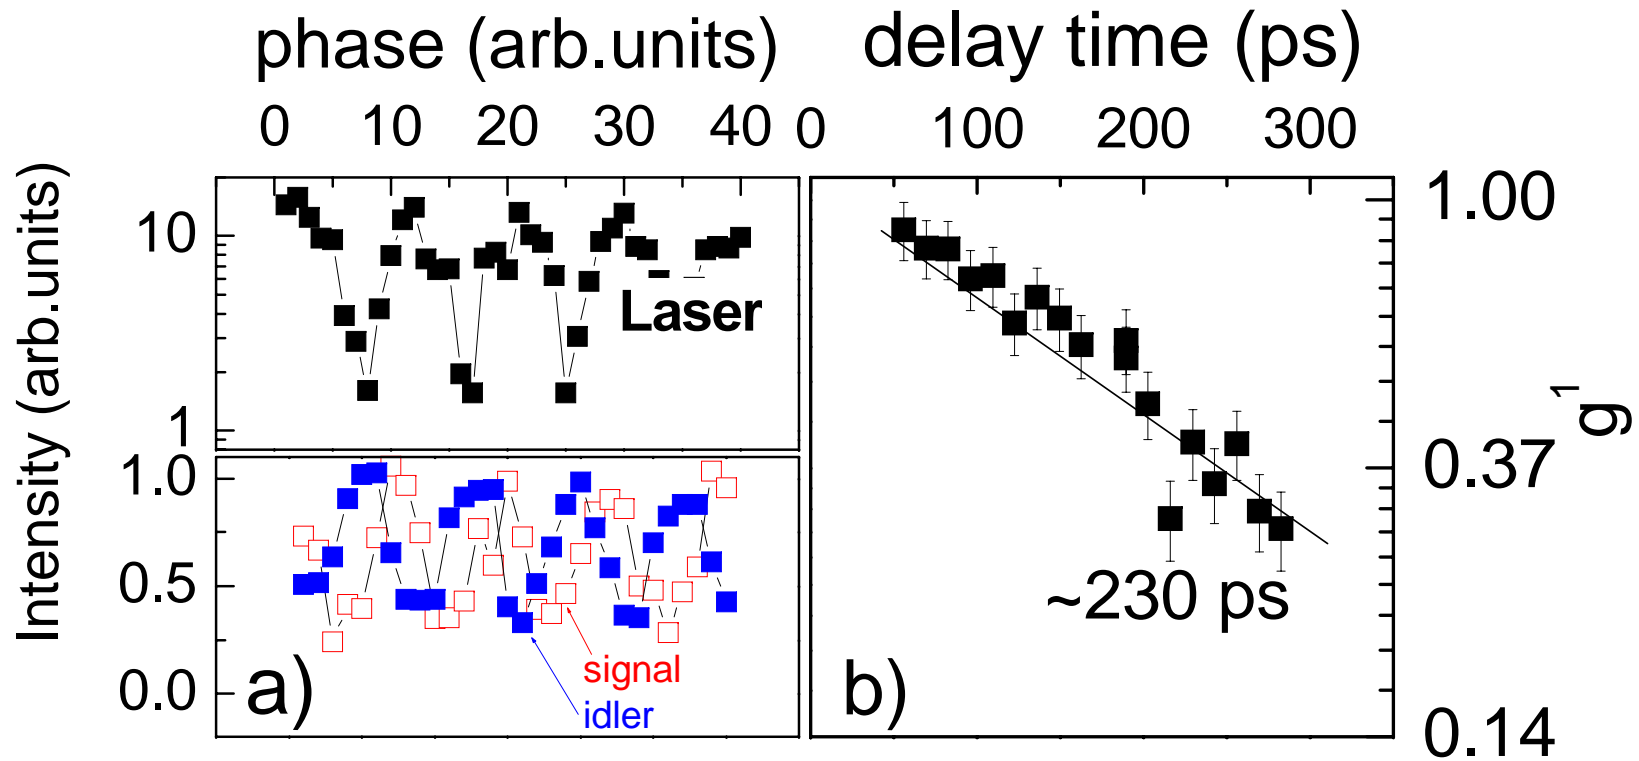 phase (arb.units)
delay time (ps)
0 10 20 30 40
0 100 200 300
Intensity (arb.units)
10
1
Laser
1.0
0.5
0.0
a)
signal
idler
1.00
0.37
0.14
g¹
~230 ps
b)